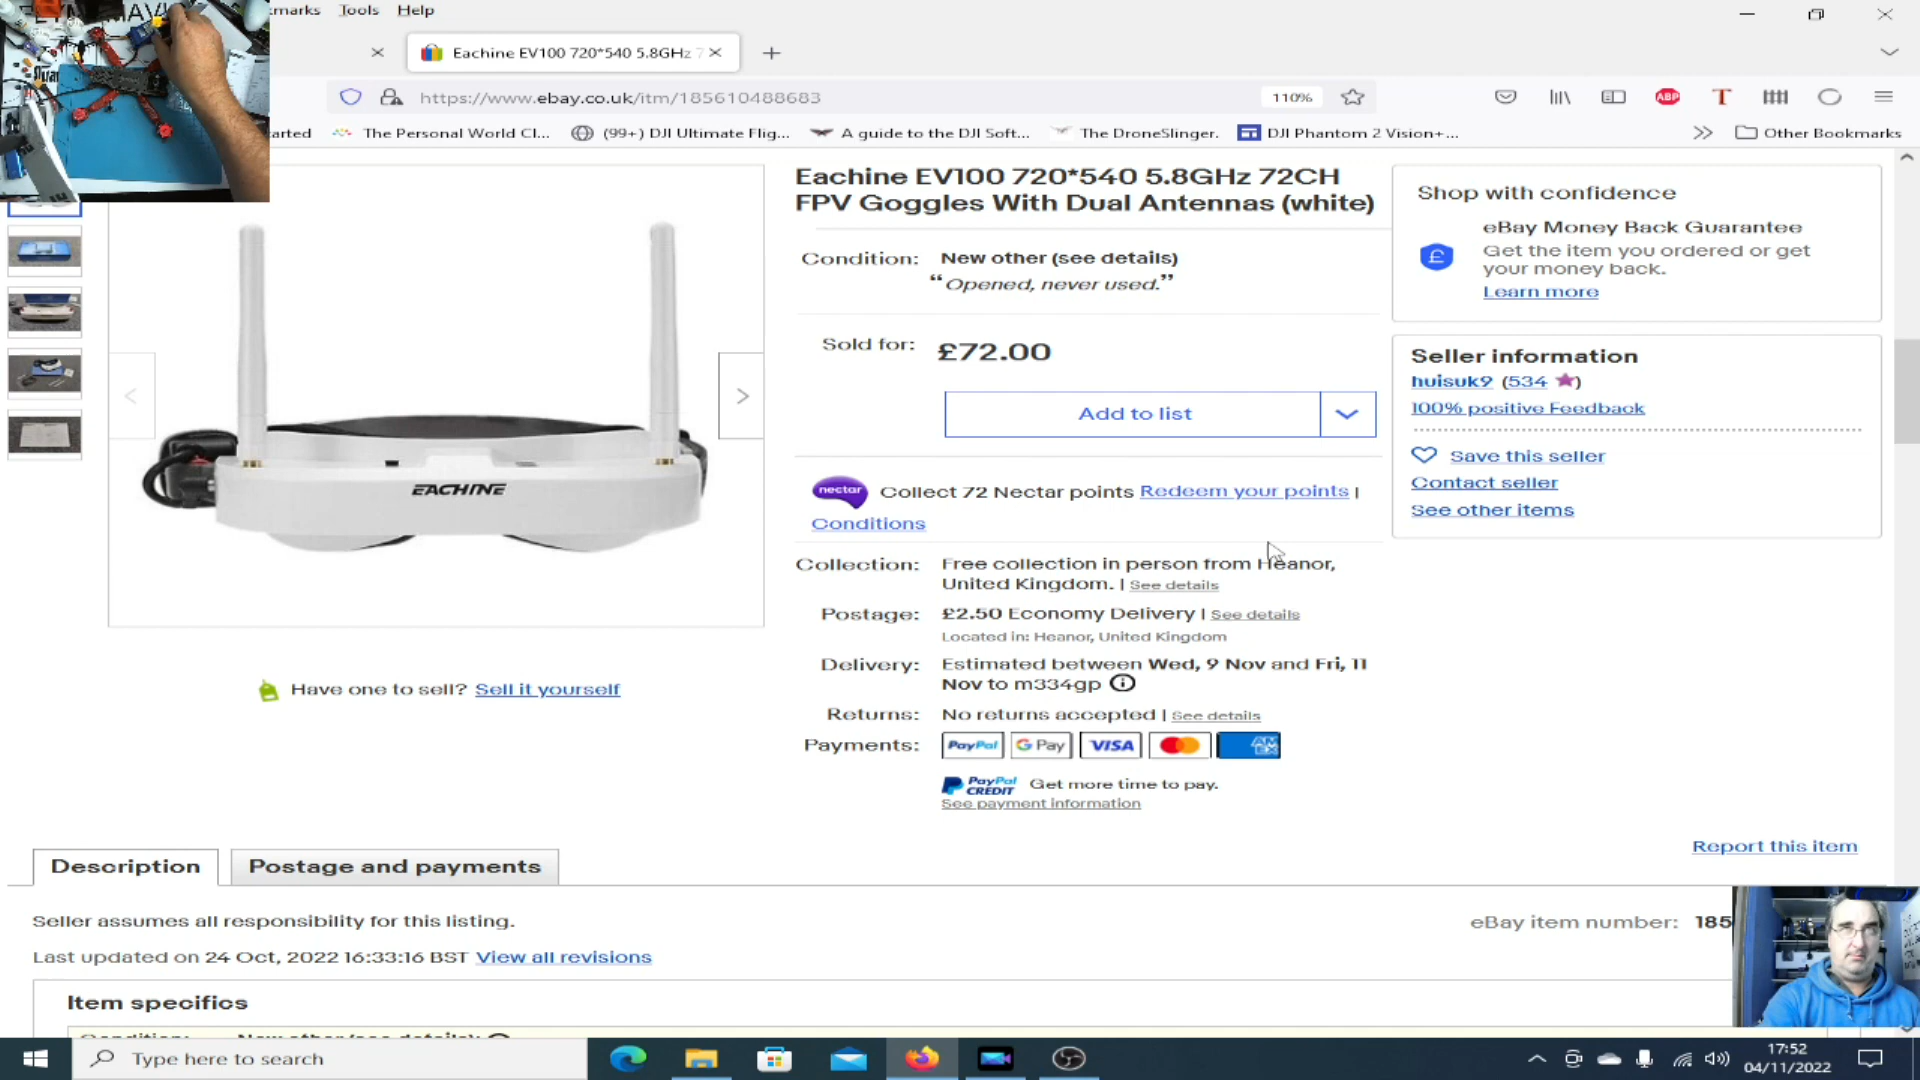 marks Tools Help
Eachine EV100 720*540 5.8GHz 7
https://www.ebay.co.uk/itm/185610488683
110%
ABP
T
arted
The Personal World Cl...
(99+) DJI Ultimate Flig...
A guide to the DJI Soft...
The DroneSlinger.
DJI Phantom 2 Vision+...
Other Bookmarks
Eachine EV100 720*540 5.8GHz 72CH
FPV Goggles With Dual Antennas (white)
Condition: New other (see details)
“Opened, never used.”
Sold for: £72.00
Add to list
nectar Collect 72 Nectar points Redeem your points |
Conditions
Collection: Free collection in person from Heanor,
United Kingdom. | See details
Postage: £2.50 Economy Delivery | See details
Located in: Heanor, United Kingdom
Delivery: Estimated between Wed, 9 Nov and Fri, 11
Nov to m334gp
Returns: No returns accepted | See details
Payments: PayPal G Pay VISA AM EX
PayPal CREDIT Get more time to pay.
See payment information
Shop with confidence
eBay Money Back Guarantee
Get the item you ordered or get
your money back.
Learn more
Seller information
huisuk9 (534)
100% positive Feedback
Save this seller
Contact seller
See other items
EACHINE
Have one to sell? Sell it yourself
Report this item
Description
Postage and payments
Seller assumes all responsibility for this listing.
eBay item number: 185
Last updated on 24 Oct, 2022 16:33:16 BST View all revisions
Item specifics
Type here to search
17:52
04/11/2022